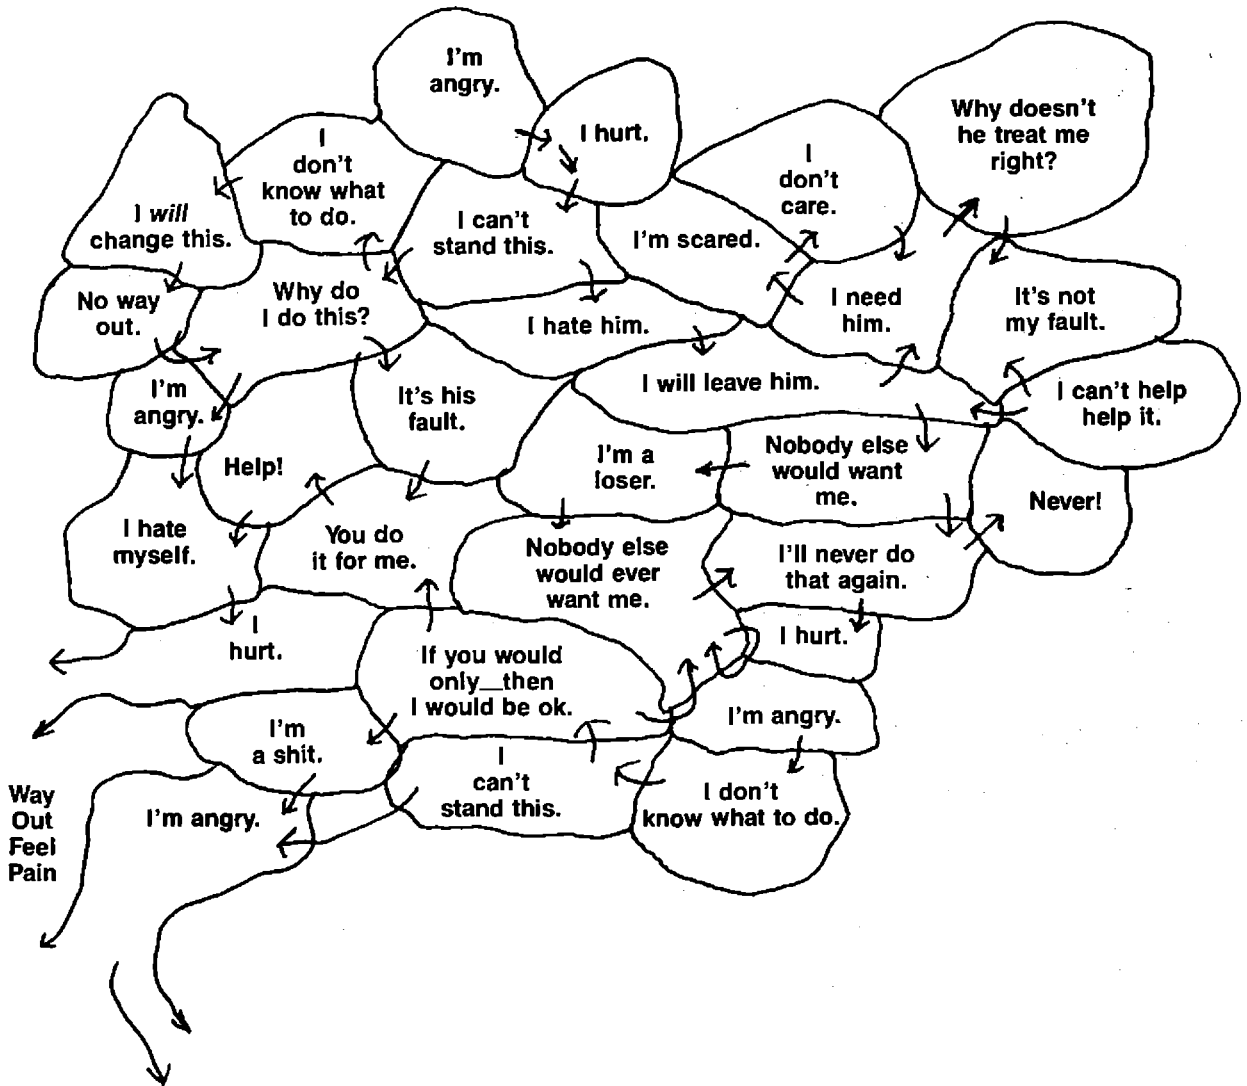 I'm
angry.
I hurt.
Why doesn't
he treat me
right?
I
don't
know what
to do.
I
don't
care.
I will
change this.
I can't
stand this.
I'm scared.
No way
out.
Why do
I do this?
I hate him.
I need
him.
It's not
my fault.
I'm
angry.
It's his
fault.
I will leave him.
I can't help
help it.
Help!
I'm a
loser.
Nobody else
would want
me.
Never!
I hate
myself.
You do
it for me.
Nobody else
would ever
want me.
I'll never do
that again.
I
hurt.
If you would
only__then
I would be ok.
I hurt.
I'm
a shit.
I'm angry.
Way
Out
Feel
Pain
I'm angry.
I
can't
stand this.
I don't
know what to do.